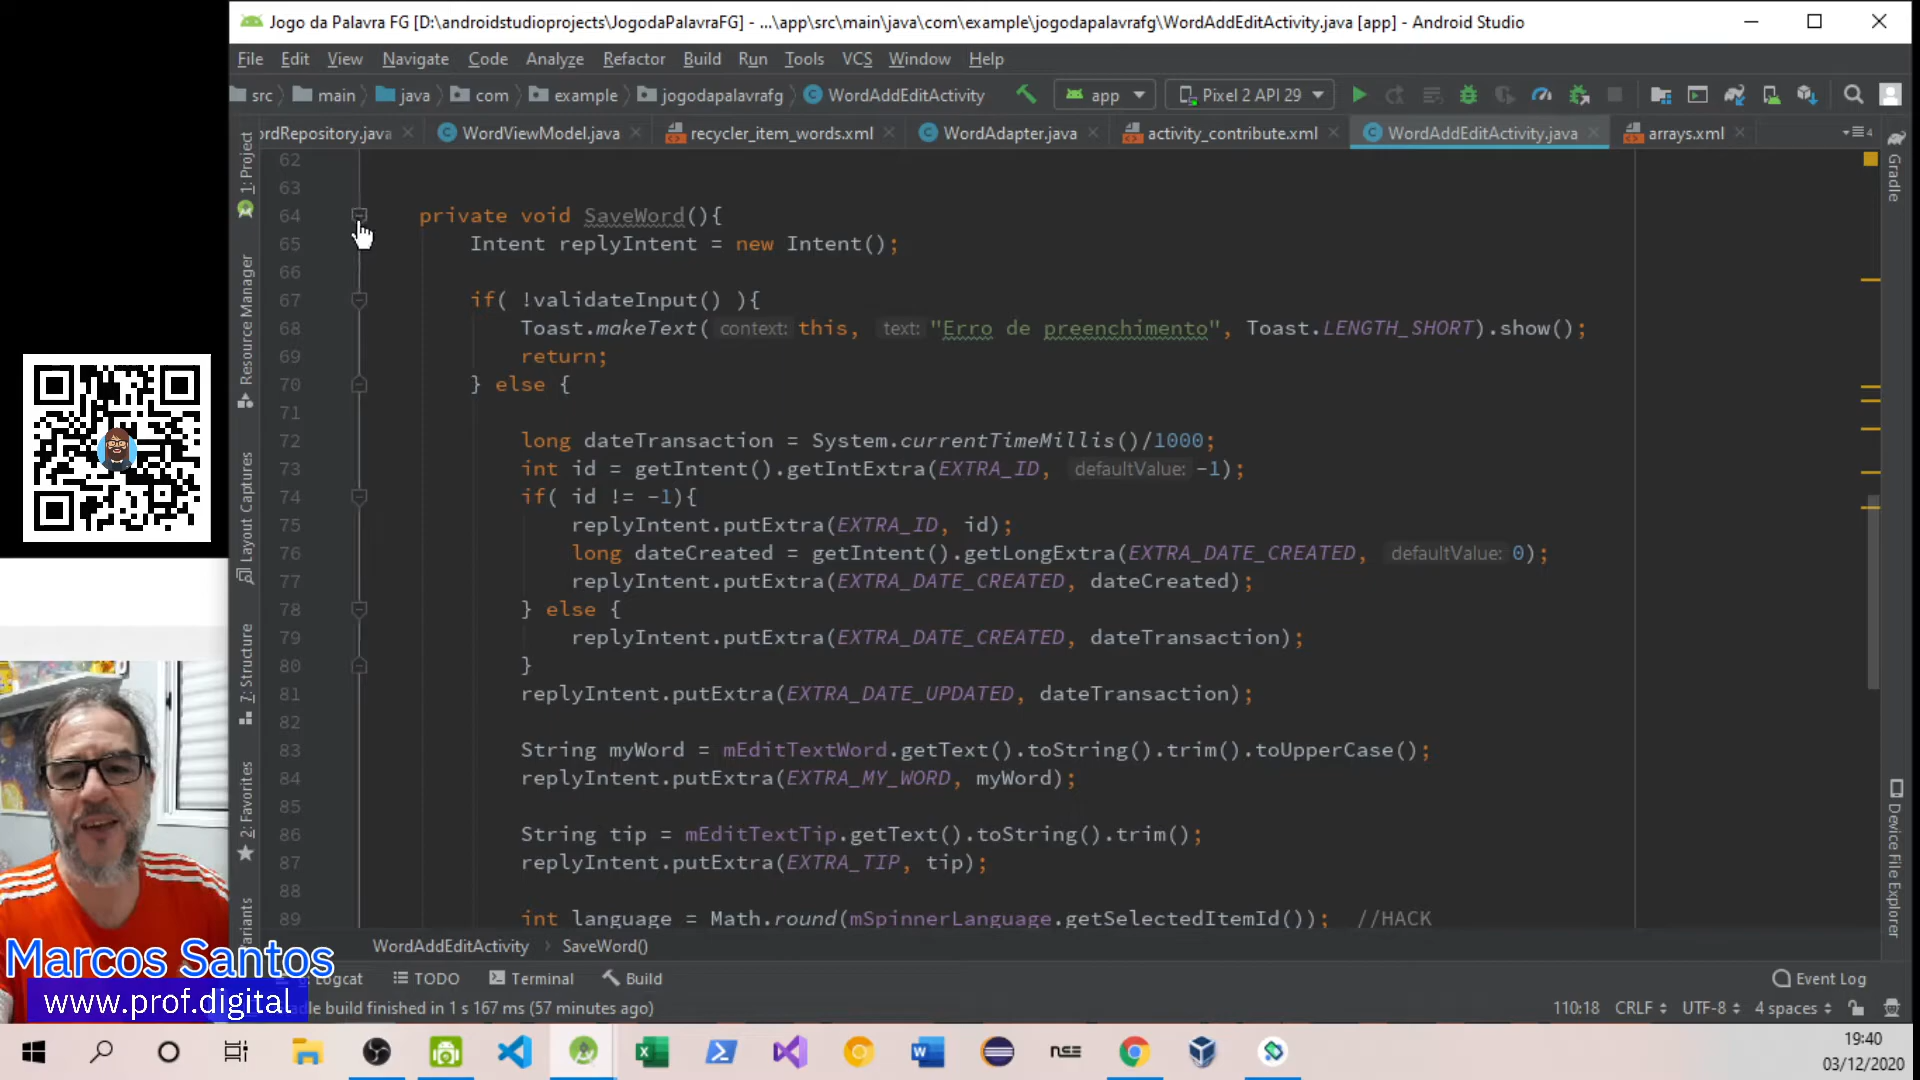 Jogo da Palavra FG [D:\androidstudioprojects\JogodaPalavraFG] - ...\app\src\main\java\com\example\jogodapalavrafg\WordAddEditActivity.java [app] - Android Studio
File Edit View Navigate Code Analyze Refactor Build Run Tools VCS Window Help
src main java com example jogodapalavrafg WordAddEditActivity app Pixel 2 API 29
ordRepository.java WordViewModel.java recycler_item_words.xml WordAdapter.java activity_contribute.xml WordAddEditActivity.java arrays.xml 4
62
63
64 private void SaveWord(){
65 Intent replyIntent = new Intent();
66
67 if( !validateInput() ){
68 Toast.makeText( context: this, text: "Erro de preenchimento", Toast.LENGTH_SHORT).show();
69 return;
70 } else {
71
72 long dateTransaction = System.currentTimeMillis()/1000;
73 int id = getIntent().getIntExtra(EXTRA_ID, defaultValue: -1);
74 if( id != -1){
75 replyIntent.putExtra(EXTRA_ID, id);
76 long dateCreated = getIntent().getLongExtra(EXTRA_DATE_CREATED, defaultValue: 0);
77 replyIntent.putExtra(EXTRA_DATE_CREATED, dateCreated);
78 } else {
79 replyIntent.putExtra(EXTRA_DATE_CREATED, dateTransaction);
80 }
81 replyIntent.putExtra(EXTRA_DATE_UPDATED, dateTransaction);
82
83 String myWord = mEditTextWord.getText().toString().trim().toUpperCase();
84 replyIntent.putExtra(EXTRA_MY_WORD, myWord);
85
86 String tip = mEditTextTip.getText().toString().trim();
87 replyIntent.putExtra(EXTRA_TIP, tip);
88
89 int language = Math.round(mSpinnerLanguage.getSelectedItemId()); //HACK
1: Project
Resource Manager
Layout Captures
7: Structure
2: Favorites
ariants
Gradle
Device File Explorer
WordAddEditActivity SaveWord()
ogcat TODO Terminal Build Event Log
dle build finished in 1 s 167 ms (57 minutes ago) 110:18 CRLF UTF-8 4 spaces
Marcos Santos
www.prof.digital
19:40
03/12/2020